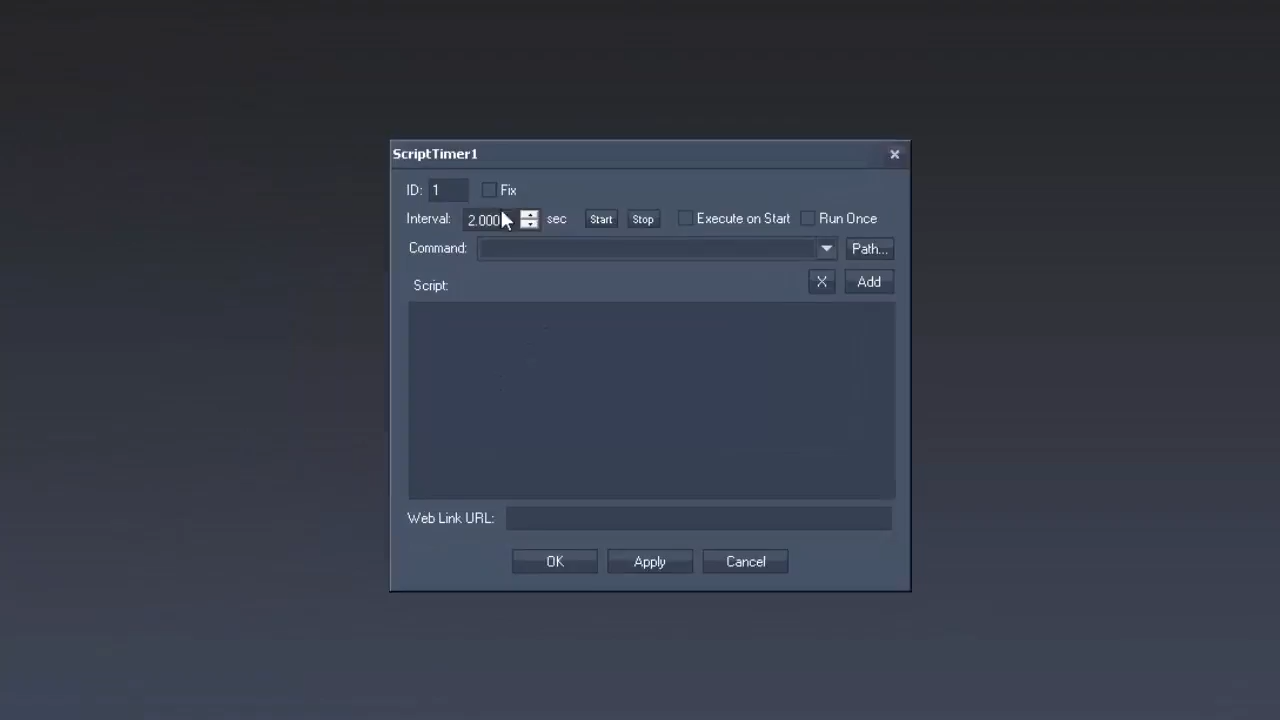 ScriptTimer1
ID: 1 Fix
Interval: 2.000 sec Start Stop Execute on Start Run Once
Command: Path...
Script: X Add
Web Link URL:
OK Apply Cancel